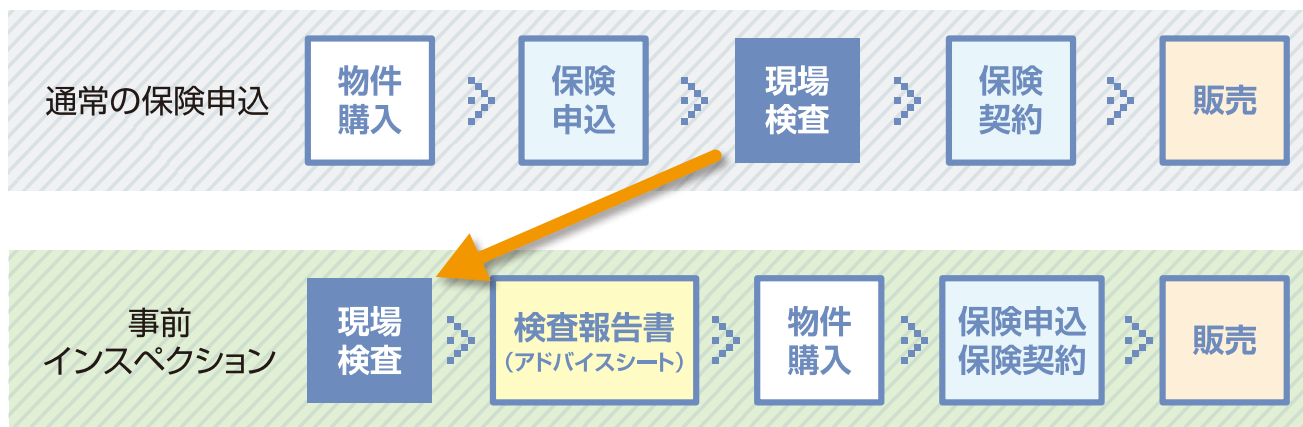 通常の保険申込
物件
購入
保険
申込
現場
検査
保険
契約
販売
事前
インスペクション
現場
検査
検査報告書
（アドバイスシート）
物件
購入
保険申込
保険契約
販売